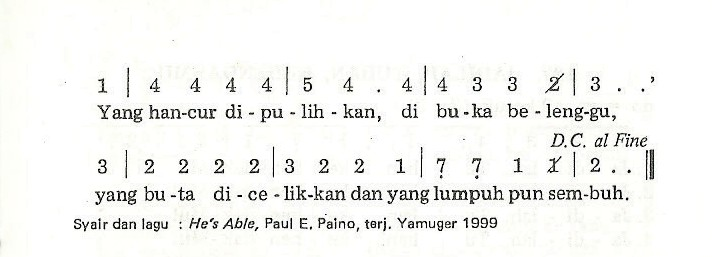 1 | 4 4 4 4 | 5 4 . 4 | 4 3 3 2̸ | 3 . . ’
Yang han-cur di - pu - lih - kan, di bu -ka be - leng-gu,
D.C. al Fine
3 | 2 2 2 2 | 3 2 2 1 | 7̣ 7̣ 1 1̸ | 2 . . ||
yang bu -ta di - ce - lik-kan dan yang lumpuh pun sem-buh.
Syair dan lagu : He's Able, Paul E. Paino, terj. Yamuger 1999